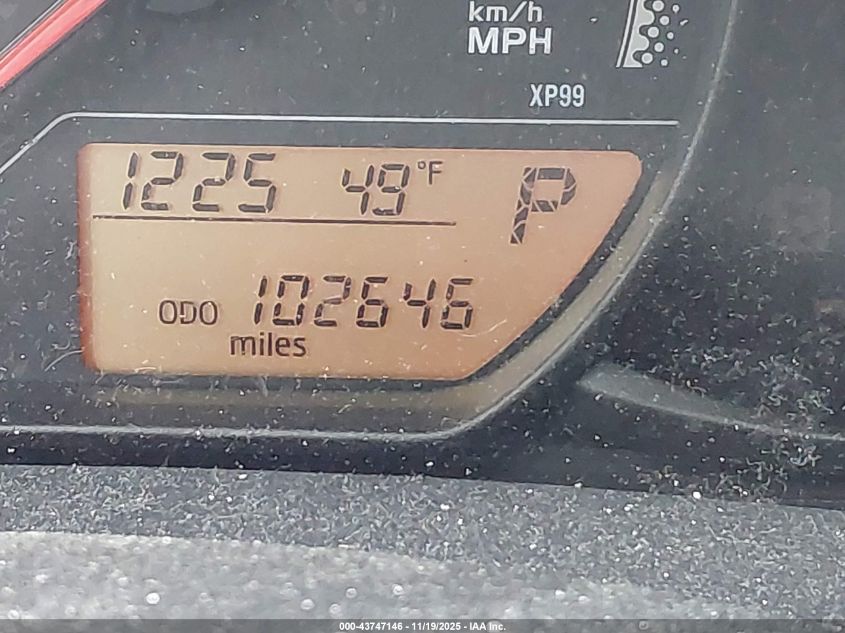 km/h
MPH
XP99
1225 49°F P
ODO 102646
miles
000-43747146 - 11/19/2025 - IAA Inc.